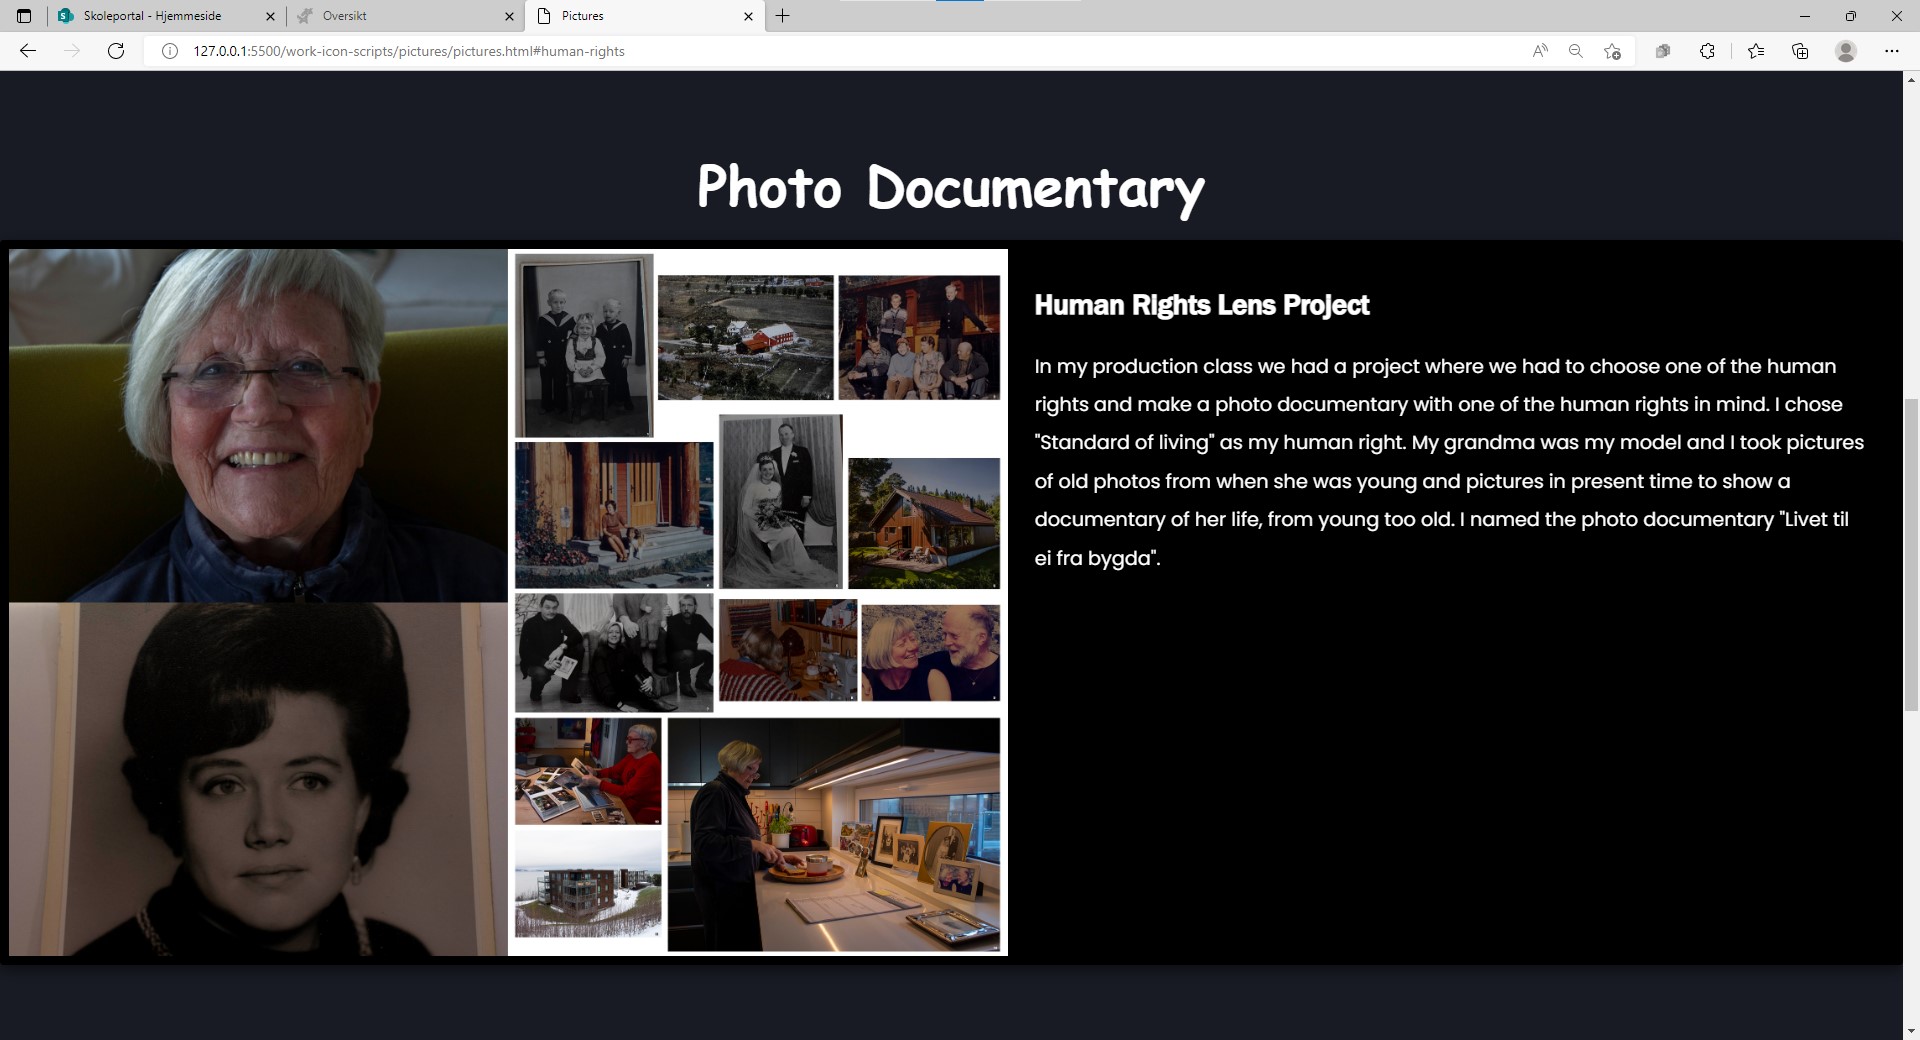 Skoleportal - Hjemmeside
Oversikt
Pictures
127.0.0.1:5500/work-icon-scripts/pictures/pictures.html#human-rights
Photo Documentary
Human Rights Lens Project
In my production class we had a project where we had to choose one of the human
rights and make a photo documentary with one of the human rights in mind. I chose
"Standard of living" as my human right. My grandma was my model and I took pictures
of old photos from when she was young and pictures in present time to show a
documentary of her life, from young too old. I named the photo documentary "Livet til
ei fra bygda".